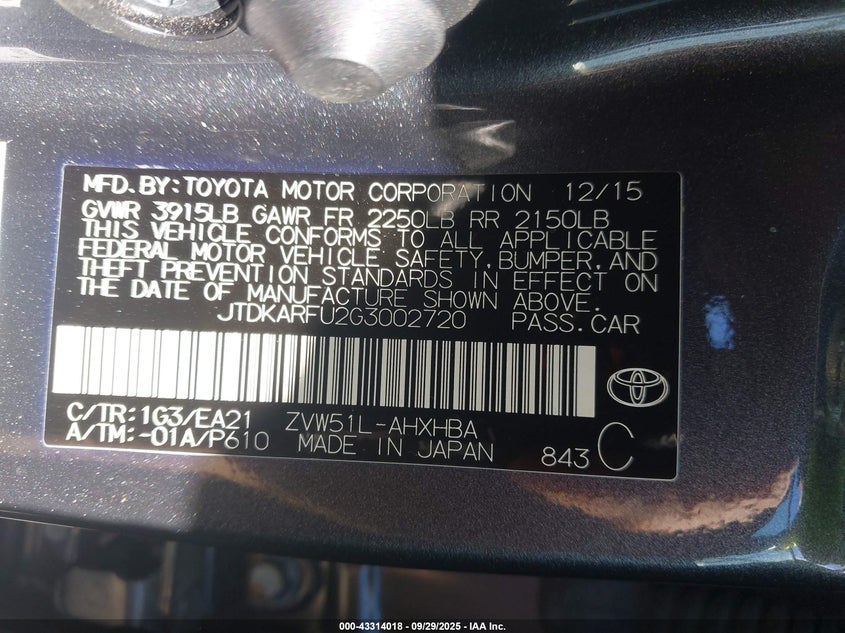 MFD.BY:TOYOTA MOTOR CORPORATION 12/15
GVWR 3915LB GAWR FR 2250LB RR 2150LB
THIS VEHICLE CONFORMS TO ALL APPLICABLE
FEDERAL MOTOR VEHICLE SAFETY,BUMPER,AND
THEFT PREVENTION STANDARDS IN EFFECT ON
THE DATE OF MANUFACTURE SHOWN ABOVE.
JTDKARFU2G3002720 PASS.CAR
C/TR:1G3/EA21 ZVW51L-AHXHBA
A/TM:-01A/P610 MADE IN JAPAN 843 C
000-43314018 - 09/29/2025 - IAA Inc.